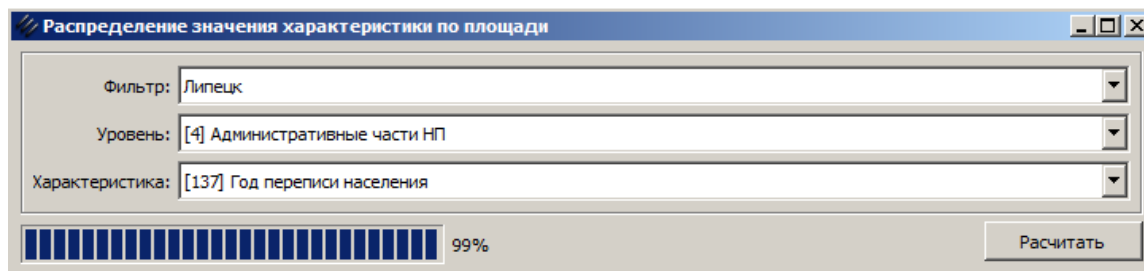 Распределение значения характеристики по площади
Фильтр: Липецк
Уровень: [4] Административные части НП
Характеристика: [137] Год переписи населения
99% Расчитать